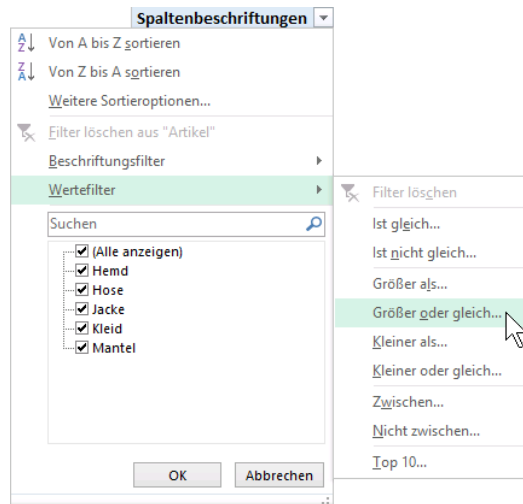 Spaltenbeschriftungen
Von A bis Z sortieren
Von Z bis A sortieren
Weitere Sortieroptionen...
Filter löschen aus "Artikel"
Beschriftungsfilter
Wertefilter
Suchen
(Alle anzeigen)
Hemd
Hose
Jacke
Kleid
Mantel
OK Abbrechen
Filter löschen
Ist gleich...
Ist nicht gleich...
Größer als...
Größer oder gleich...
Kleiner als...
Kleiner oder gleich...
Zwischen...
Nicht zwischen...
Top 10...